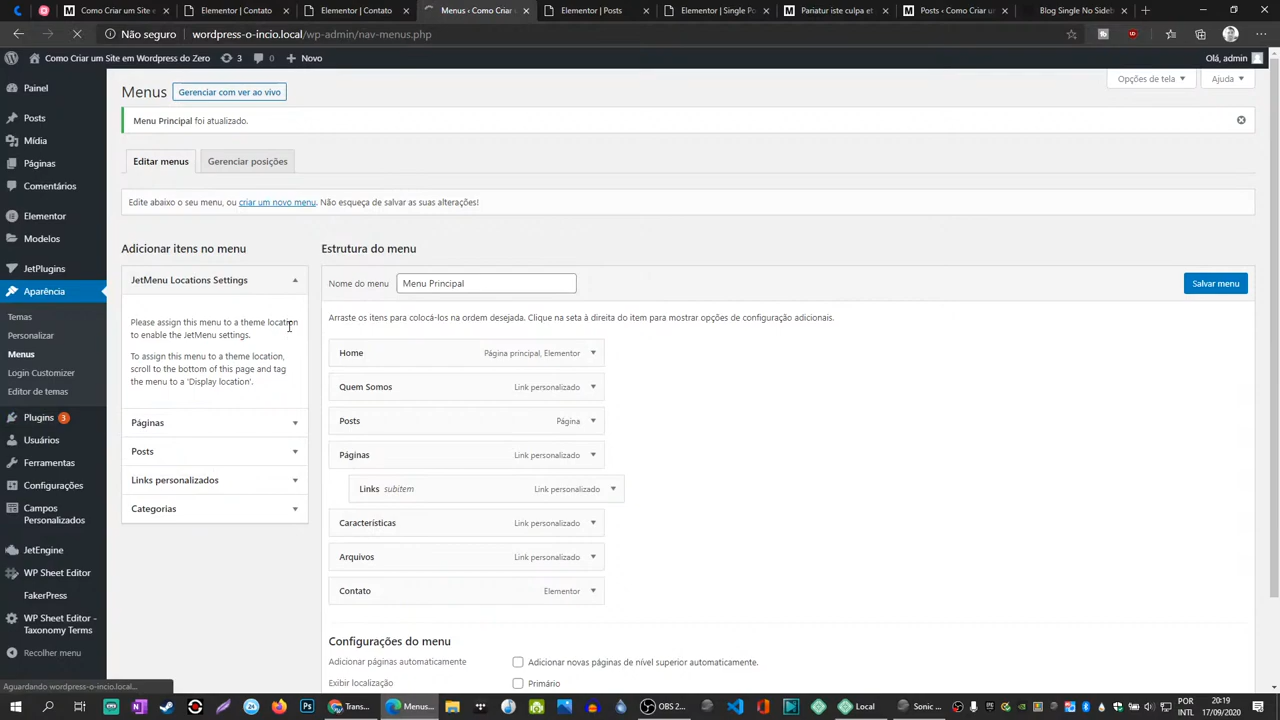 Como Cri
Elementor | Contato
Elementor | Contato
Menus ‹ Como C
Elementor | Posts
Elementor | Single
Pariatur iste culpa et
Posts ‹ Como Criar um
Blog Single No Sideb
Não seguro
wordpress-o-incio.local/wp-admin/nav-menus.php
Como Criar um Site em Wordpress do Zero
3
0
Novo
Olá, admin
Painel
Posts
Mídia
Páginas
Comentários
Elementor
Modelos
JetPlugins
Aparência
Temas
Personalizar
Menus
Login Customizer
Editor de temas
Plugins 3
Usuários
Ferramentas
Configurações
Campos
Personalizados
JetEngine
WP Sheet Editor
FakerPress
WP Sheet Editor -
Taxonomy Terms
Recolher menu
Aguardando wordpress-o-incio.local...
Opções de tela
Ajuda
Menus
Gerenciar com ver ao vivo
Menu Principal foi atualizado.
Editar menus
Gerenciar posições
Edite abaixo o seu menu, ou criar um novo menu. Não esqueça de salvar as suas alterações!
Adicionar itens no menu
JetMenu Locations Settings
Please assign this menu to a theme location
to enable the JetMenu settings.
To assign this menu to a theme location,
scroll to the bottom of this page and tag
the menu to a 'Display location'.
Páginas
Posts
Links personalizados
Categorias
Estrutura do menu
Nome do menu
Menu Principal
Salvar menu
Arraste os itens para colocá-los na ordem desejada. Clique na seta à direita do item para mostrar opções de configuração adicionais.
Home
Página principal, Elementor
Quem Somos
Link personalizado
Posts
Página
Páginas
Link personalizado
Links subitem
Link personalizado
Características
Link personalizado
Arquivos
Link personalizado
Contato
Elementor
Configurações do menu
Adicionar páginas automaticamente
Adicionar novas páginas de nível superior automaticamente.
Exibir localização
Primário
Trans...
Menus...
OBS 2...
Local
Sonic ...
POR
INTL
20:19
17/09/2020